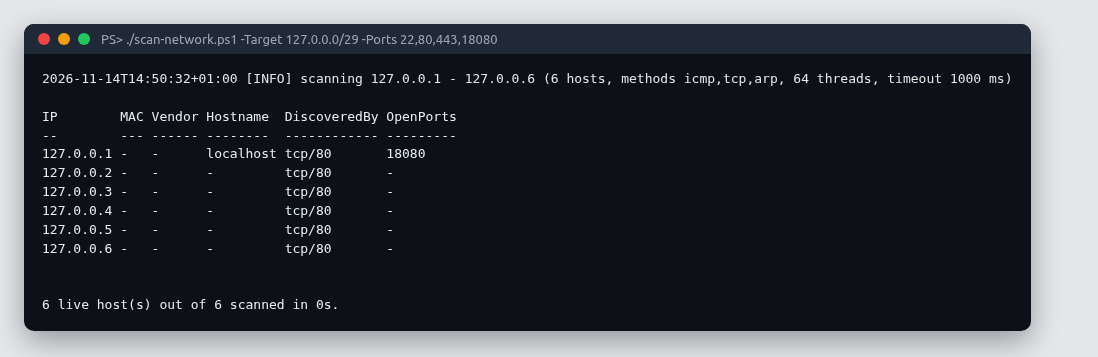 PS> ./scan-network.ps1 -Target 127.0.0.0/29 -Ports 22,80,443,18080
2026-11-14T14:50:32+01:00 [INFO] scanning 127.0.0.1 - 127.0.0.6 (6 hosts, methods icmp,tcp,arp, 64 threads, timeout 1000 ms)
IP        MAC Vendor Hostname  DiscoveredBy OpenPorts
--        --- ------ --------  ------------ ---------
127.0.0.1 -   -      localhost tcp/80       18080
127.0.0.2 -   -      -         tcp/80       -
127.0.0.3 -   -      -         tcp/80       -
127.0.0.4 -   -      -         tcp/80       -
127.0.0.5 -   -      -         tcp/80       -
127.0.0.6 -   -      -         tcp/80       -
6 live host(s) out of 6 scanned in 0s.